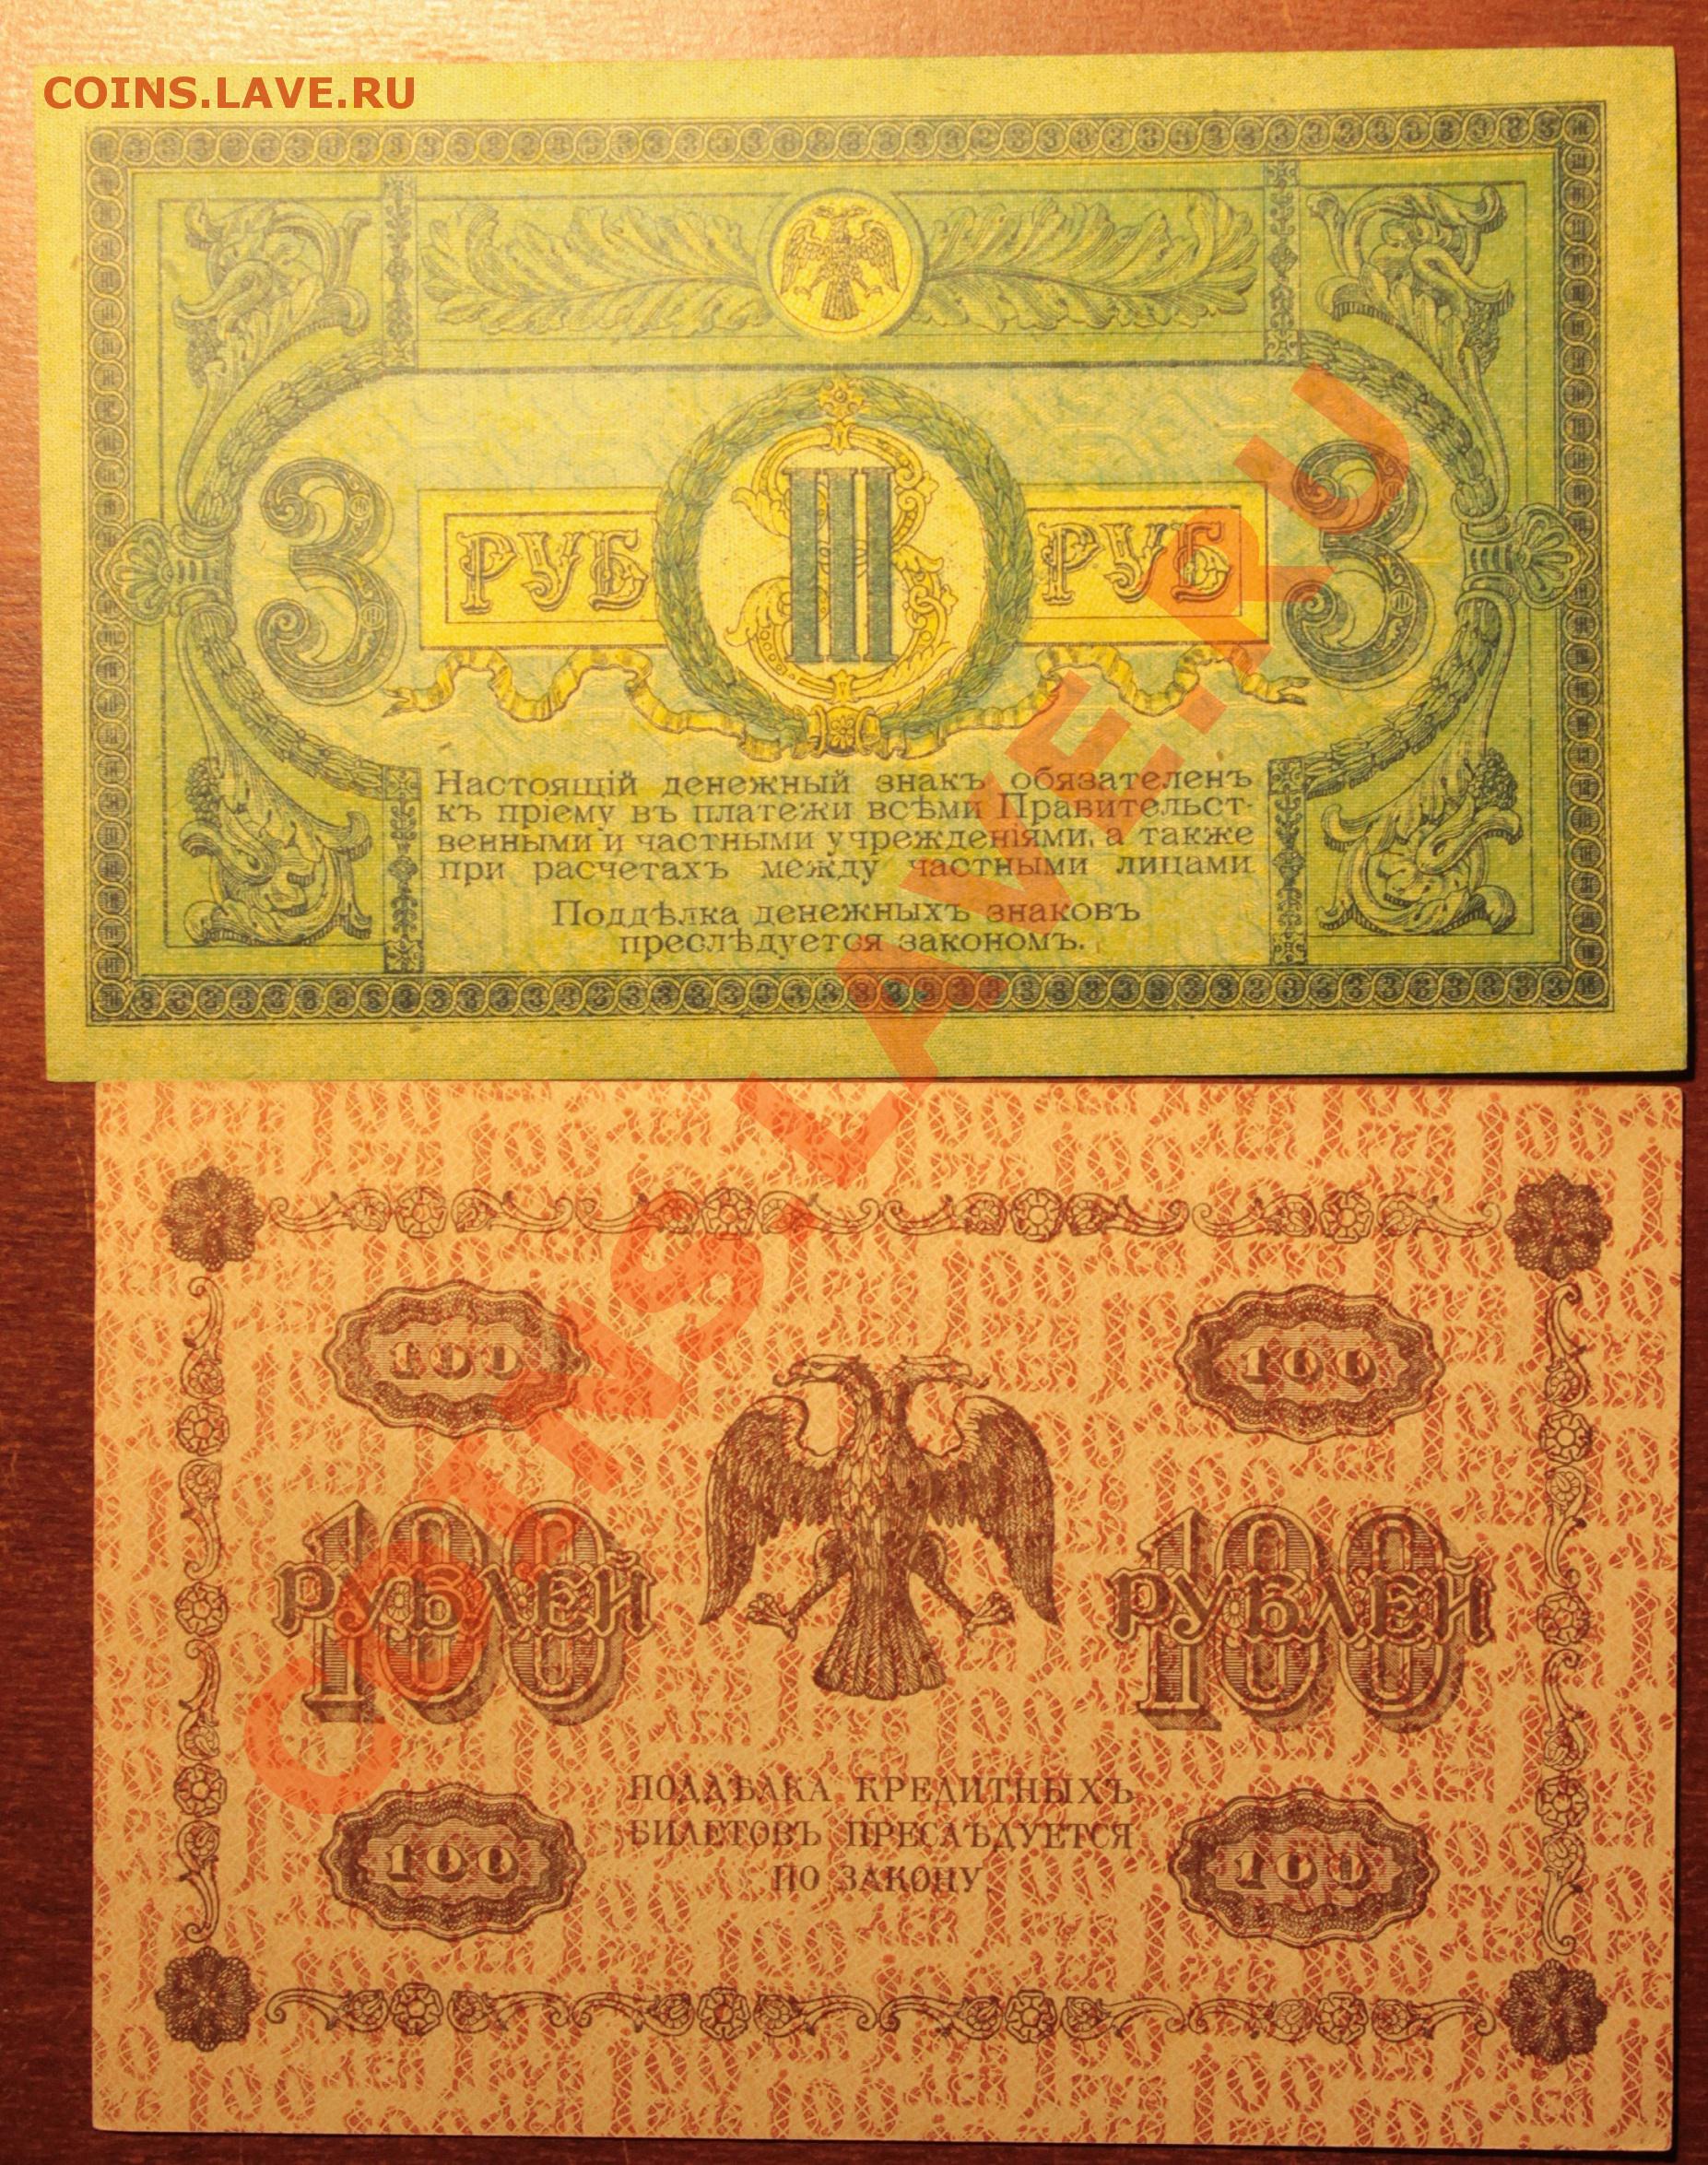 COINS.LAVE.RU
3
РУБ
III
РУБ
3
Настоящій денежный знакъ обязателенъ
къ пріему въ платежи всѣми Правительст-
венными и частными учрежденіями, а также
при расчетахъ между частными лицами
Поддѣлка денежныхъ знаковъ
преслѣдуется закономъ.
100
100
100
РУБЛЕЙ
100
100
РУБЛЕЙ
100
ПОДДѢЛКА КРЕДИТНЫХЪ
БИЛЕТОВЪ ПРЕСЛѢДУЕТСЯ
ПО ЗАКОНУ.
100
100
COINS.LAVE.RU